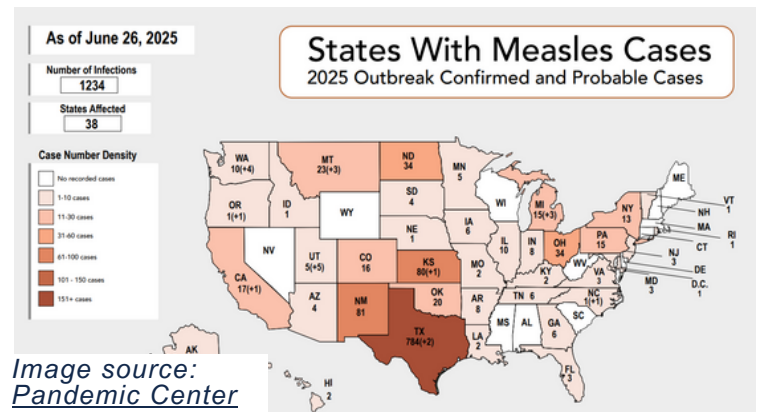 As of June 26, 2025
States With Measles Cases
2025 Outbreak Confirmed and Probable Cases
Number of Infections
1234
States Affected
38
Case Number Density
No recorded cases
1-10 cases
11-30 cases
31-60 cases
61-100 cases
101 - 150 cases
151+ cases
WA
10(+4)
MT
23(+3)
ND
34
MN
5
ME
OR
1(+1)
ID
1
WY
SD
4
WI
MI
15(+3)
NY
13
VT
1
NH
MA
RI
1
CT
NV
UT
5(+5)
CO
16
NE
1
IA
6
IL
10
IN
8
OH
34
PA
15
NJ
3
DE
D.C.
1
MD
3
CA
17(+1)
AZ
4
NM
81
KS
80(+1)
MO
2
KY
2
WV
VA
3
OK
20
AR
8
TN 6
NC
1(+1)
SC
TX
784(+2)
LA
2
MS
AL
GA
6
FL
3
AK
HI
2
Image source:
Pandemic Center